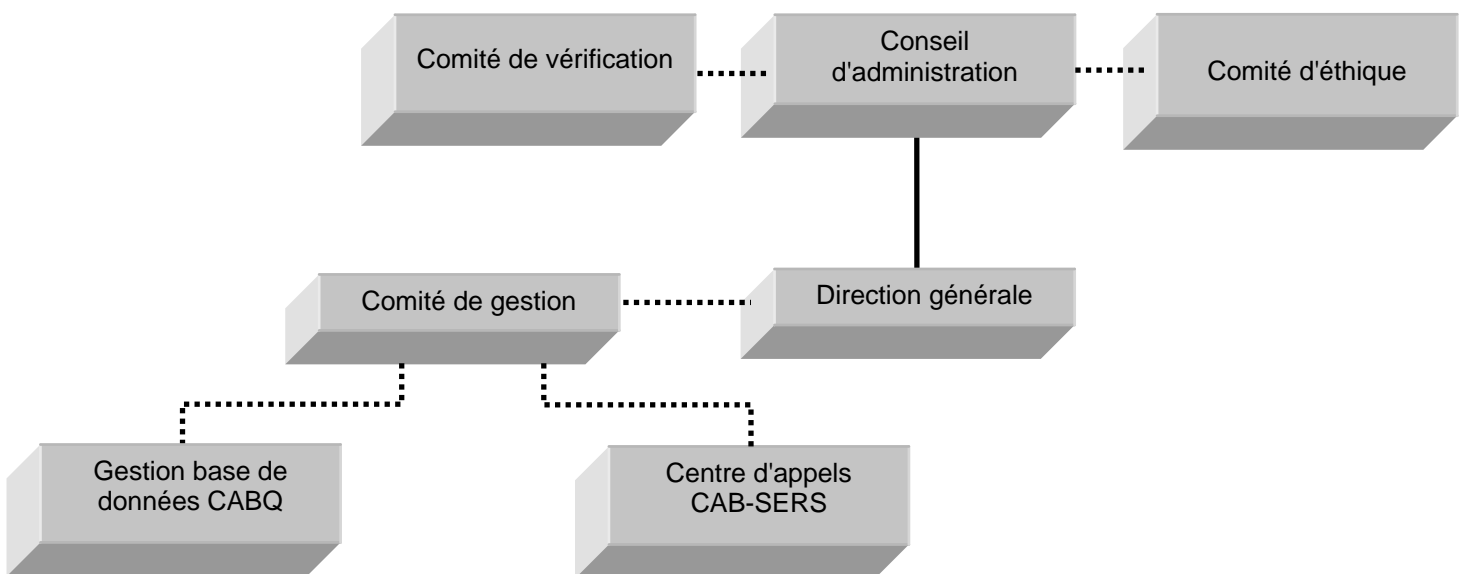 Comité de vérification
Conseil
d'administration
Comité d'éthique
Comité de gestion
Direction générale
Gestion base de
données CABQ
Centre d'appels
CAB-SERS